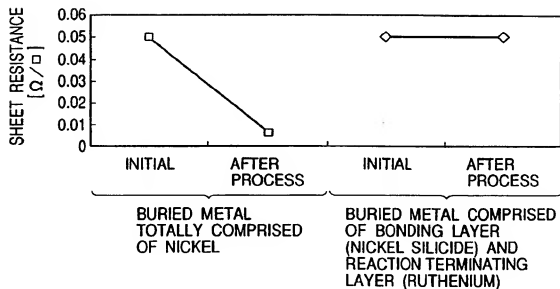 SHEET RESISTANCE
[Ω/□]
0.06
0.05
0.03
0.04
0.02
0.01
0
INITIAL
AFTER
PROCESS
INITIAL
AFTER
PROCESS
BURIED METAL
TOTALLY COMPRISED
OF NICKEL
BURIED METAL COMPRISED
OF BONDING LAYER
(NICKEL SILICIDE) AND
REACTION TERMINATING
LAYER (RUTHENIUM)